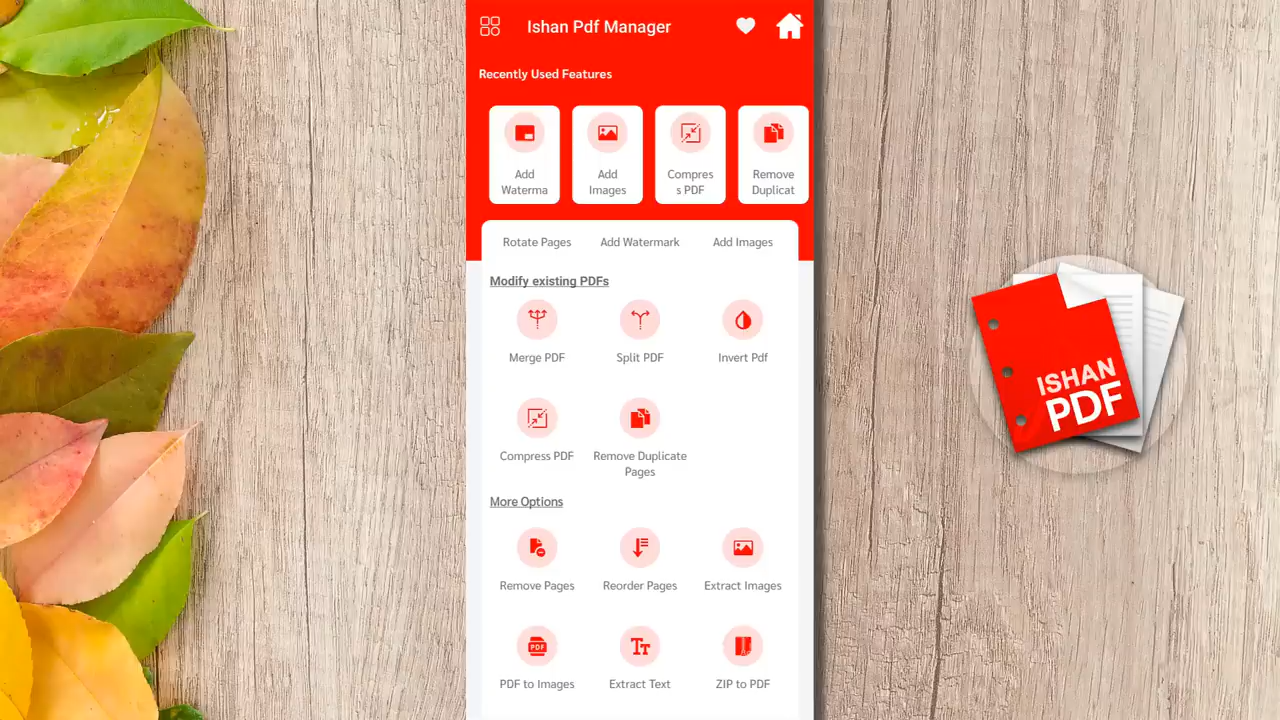 Ishan Pdf Manager
Recently Used Features
Add
Waterma
Add
Images
Compres
s PDF
Remove
Duplicat
Rotate Pages
Add Watermark
Add Images
Modify existing PDFs
Merge PDF
Split PDF
Invert Pdf
Compress PDF
Remove Duplicate
Pages
More Options
Remove Pages
Reorder Pages
Extract Images
PDF
PDF to Images
Extract Text
ZIP to PDF
ISHAN
PDF